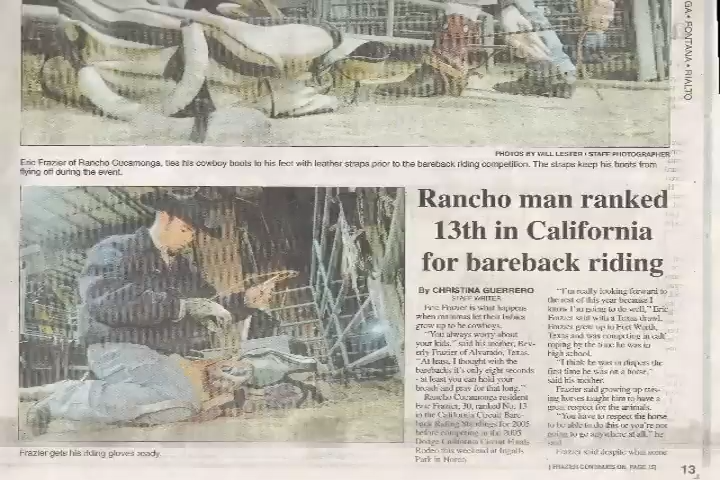 GA • FONTANA • RIALTO
PHOTOS BY WILL LESTER / STAFF PHOTOGRAPHER
Eric Frazier of Rancho Cucamonga, ties his cowboy boots to his feet with leather straps prior to the bareback riding competition. The straps keep his boots from
flying off during the event.
Rancho man ranked
13th in California
for bareback riding
By CHRISTINA GUERRERO
STAFF WRITER
Eric Frazier is what happens
when mommas let their babies
grow up to be cowboys.
"You always worry about
your kids," said his mother, Bev-
erly Frazier of Alvarado, Texas.
"At least, I thought with the
barebacks it's only eight seconds
- at least you can hold your
breath and pray for that long."
Rancho Cucamonga resident
Eric Frazier, 30, ranked No. 13
in the California Circuit Bare-
back Riding Standings for 2005
before competing at the 2005
Dodge California Circuit Finals
Rodeo this weekend at Ingalls
Park in Norco.
"I'm really looking forward to
the rest of this year because I
know I'm going to do well," Eric
Frazier said with a Texas drawl.
Frazier grew up in Fort Worth,
Texas and was competing in calf
roping by the time he was in
high school.
"I think he was in diapers the
first time he was on a horse,"
said his mother.
Frazier said growing up rais-
ing horses taught him to have a
great respect for the animals.
"You have to respect the horse
to be able to do this or you're not
going to go anywhere at all," he
said.
Frazier said despite what some
[ FRAZIER CONTINUES ON PAGE 15]
Frazier gets his riding gloves ready.
13